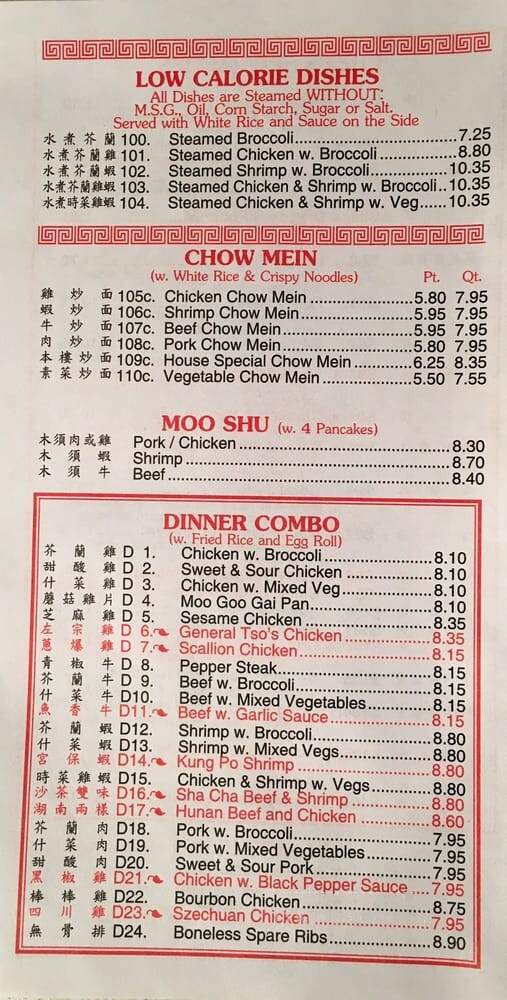 LOW CALORIE DISHES
All Dishes are Steamed WITHOUT:
M.S.G., Oil, Corn Starch, Sugar or Salt.
Served with White Rice and Sauce on the Side
水煮芥蘭 100. Steamed Broccoli 7.25
水煮芥蘭雞 101. Steamed Chicken w. Broccoli 8.80
水煮芥蘭蝦 102. Steamed Shrimp w. Broccoli 10.35
水煮芥蘭雞蝦 103. Steamed Chicken & Shrimp w. Broccoli 10.35
水煮時菜雞蝦 104. Steamed Chicken & Shrimp w. Veg 10.35
CHOW MEIN
(w. White Rice & Crispy Noodles) Pt. Qt.
雞炒面 105c. Chicken Chow Mein 5.80 7.95
蝦炒面 106c. Shrimp Chow Mein 5.95 7.95
牛炒面 107c. Beef Chow Mein 5.95 7.95
肉炒面 108c. Pork Chow Mein 5.80 7.95
本樓炒面 109c. House Special Chow Mein 6.25 8.35
素菜炒面 110c. Vegetable Chow Mein 5.50 7.55
MOO SHU (w. 4 Pancakes)
木須肉或雞 Pork / Chicken 8.30
木須蝦 Shrimp 8.70
木須牛 Beef 8.40
DINNER COMBO
(w. Fried Rice and Egg Roll)
芥蘭雞 D 1. Chicken w. Broccoli 8.10
甜酸雞 D 2. Sweet & Sour Chicken 8.10
什菜雞 D 3. Chicken w. Mixed Veg 8.10
蘑菇雞片 D 4. Moo Goo Gai Pan 8.10
芝麻雞 D 5. Sesame Chicken 8.35
左宗雞 D 6. General Tso's Chicken 8.35
蔥爆雞 D 7. Scallion Chicken 8.15
青椒牛 D 8. Pepper Steak 8.15
芥蘭牛 D 9. Beef w. Broccoli 8.15
什菜牛 D10. Beef w. Mixed Vegetables 8.15
魚香牛 D11. Beef w. Garlic Sauce 8.15
芥蘭蝦 D12. Shrimp w. Broccoli 8.80
什菜蝦 D13. Shrimp w. Mixed Vegs 8.80
宮保蝦 D14. Kung Po Shrimp 8.80
時菜雞蝦 D15. Chicken & Shrimp w. Vegs 8.80
沙茶雙味 D16. Sha Cha Beef & Shrimp 8.80
湖南兩樣 D17. Hunan Beef and Chicken 8.60
芥蘭肉 D18. Pork w. Broccoli 7.95
什菜肉 D19. Pork w. Mixed Vegetables 7.95
甜酸肉 D20. Sweet & Sour Pork 7.95
黑椒雞 D21. Chicken w. Black Pepper Sauce 7.95
棒棒雞 D22. Bourbon Chicken 8.75
四川雞 D23. Szechuan Chicken 7.95
無骨排 D24. Boneless Spare Ribs 8.90